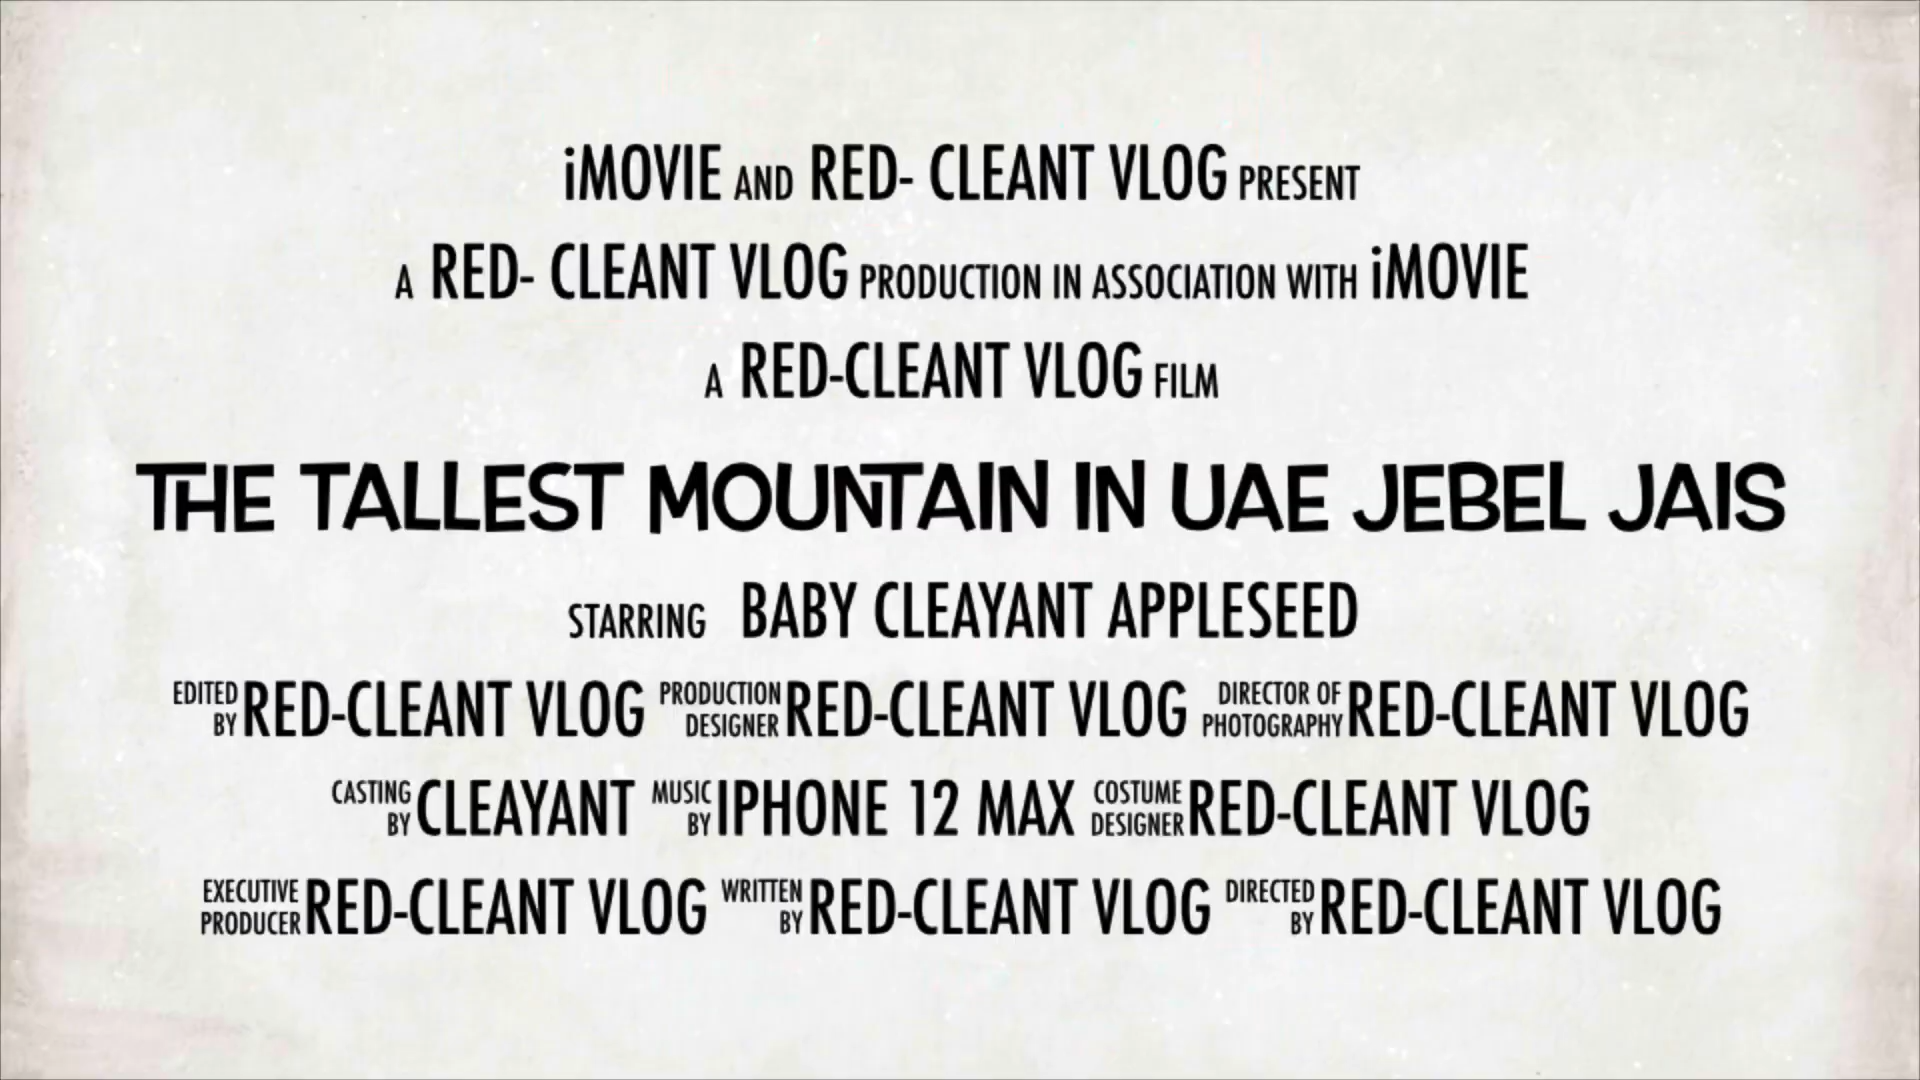 iMOVIE AND RED- CLEANT VLOG PRESENT
A RED- CLEANT VLOG PRODUCTION IN ASSOCIATION WITH iMOVIE
A RED-CLEANT VLOG FILM
THE TALLEST MOUNTAIN IN UAE JEBEL JAIS
STARRING BABY CLEAYANT APPLESEED
EDITED BY RED-CLEANT VLOG PRODUCTION DESIGNER RED-CLEANT VLOG DIRECTOR OF PHOTOGRAPHY RED-CLEANT VLOG
CASTING BY CLEAYANT MUSIC BY IPHONE 12 MAX COSTUME DESIGNER RED-CLEANT VLOG
EXECUTIVE PRODUCER RED-CLEANT VLOG WRITTEN BY RED-CLEANT VLOG DIRECTED BY RED-CLEANT VLOG